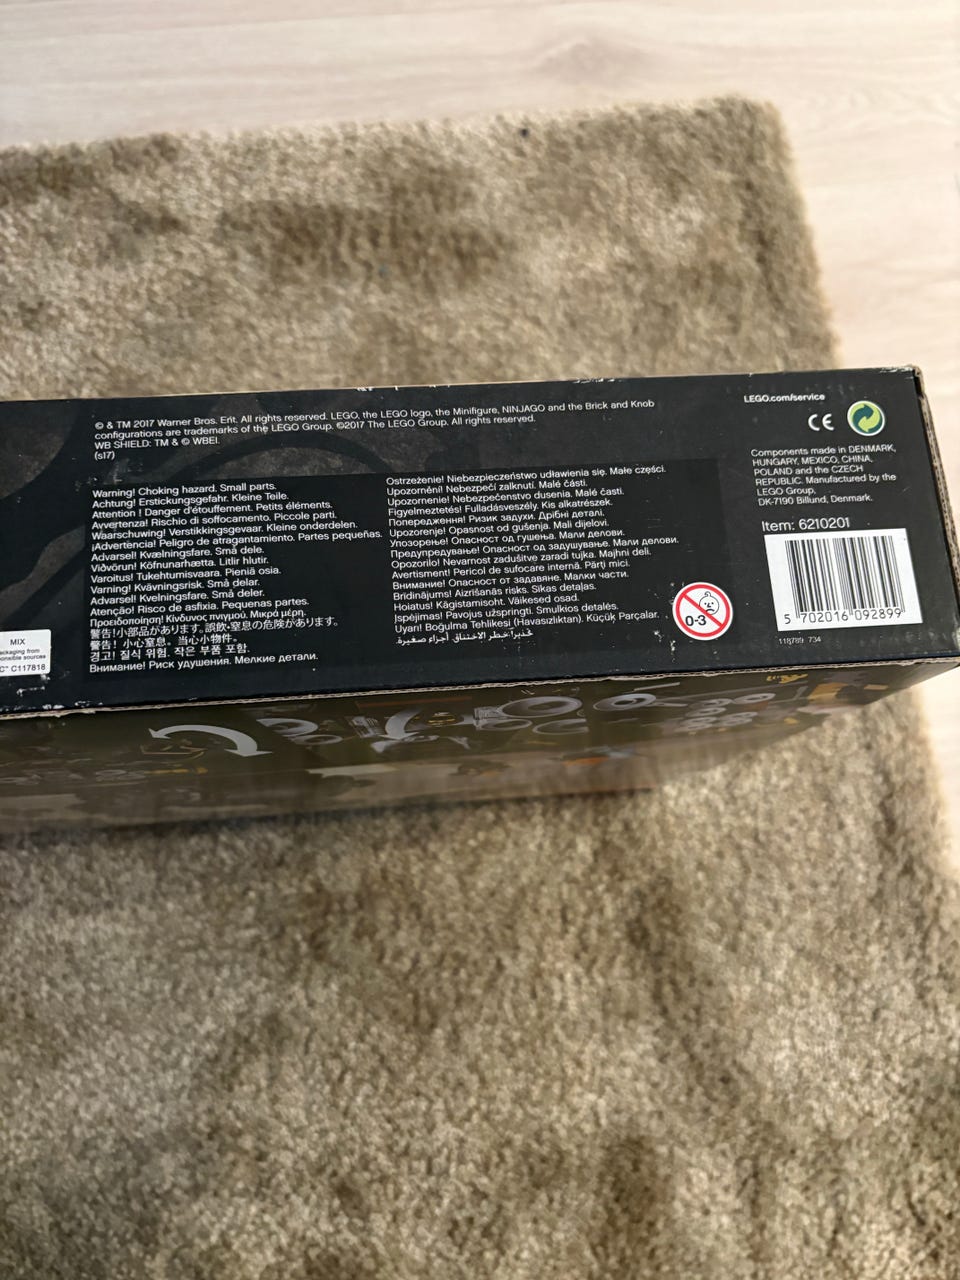 © & TM 2017 Warner Bros. Ent. All rights reserved. LEGO, the LEGO logo, the Minifigure, NINJAGO and the Brick and Knob
configurations are trademarks of the LEGO Group. ©2017 The LEGO Group. All rights reserved.
WB SHIELD: TM & © WBEI.
(s17)
Warning! Choking hazard. Small parts.
Achtung! Erstickungsgefahr. Kleine Teile.
Attention ! Danger d'étouffement. Petits éléments.
Avvertenza! Rischio di soffocamento. Piccole parti.
Waarschuwing! Verstikkingsgevaar. Kleine onderdelen.
¡Advertencia! Peligro de atragantamiento. Partes pequeñas.
Advarsel! Kvælningsfare. Små dele.
Viðvörun! Köfnunarhætta. Litlir hlutir.
Varoitus! Tukehtumisvaara. Pieniä osia.
Varning! Kvävningsrisk. Små delar.
Advarsel! Kvelningsfare. Små deler.
Atenção! Risco de asfixia. Pequenas partes.
Προειδοποίηση! Κίνδυνος πνιγμού. Μικρά μέρη.
警告!小部品があります。誤飲、窒息の危険があります。
警告! 小心窒息。当心小物件。
경고! 질식 위험. 작은 부품 포함.
Внимание! Риск удушения. Мелкие детали.
Ostrzeżenie! Niebezpieczeństwo udławienia się. Małe części.
Upozornění! Nebezpečí zalknutí. Malé části.
Upozornenie! Nebezpečenstvo dusenia. Malé časti.
Figyelmeztetés! Fulladásveszély. Kis alkatrészek.
Попередження! Ризик задухи. Дрібні деталі.
Upozorenje! Opasnost od gušenja. Mali dijelovi.
Упозорење! Опасност од гушења. Мали делови.
Предупредување! Опасност од задушување. Мали делови.
Opozorilo! Nevarnost zadušitve zaradi tujka. Majhni deli.
Avertisment! Pericol de sufocare internă. Părţi mici.
Внимание! Опасност от задавяне. Малки части.
Brīdinājums! Aizrīšanās risks. Sīkas detaļas.
Hoiatus! Kägistamisoht. Väikesed osad.
Įspėjimas! Pavojus užspringti. Smulkios detalės.
Uyarı! Boğulma Tehlikesi (Havasızlıktan). Küçük Parçalar.
تحذير! خطر الاختناق. أجزاء صغيرة.
0-3
LEGO.com/service
CE
Components made in DENMARK,
HUNGARY, MEXICO, CHINA,
POLAND and the CZECH
REPUBLIC. Manufactured by the
LEGO Group,
DK-7190 Billund, Denmark.
Item: 6210201
5 702016 092899
118789 734
MIX
C117818